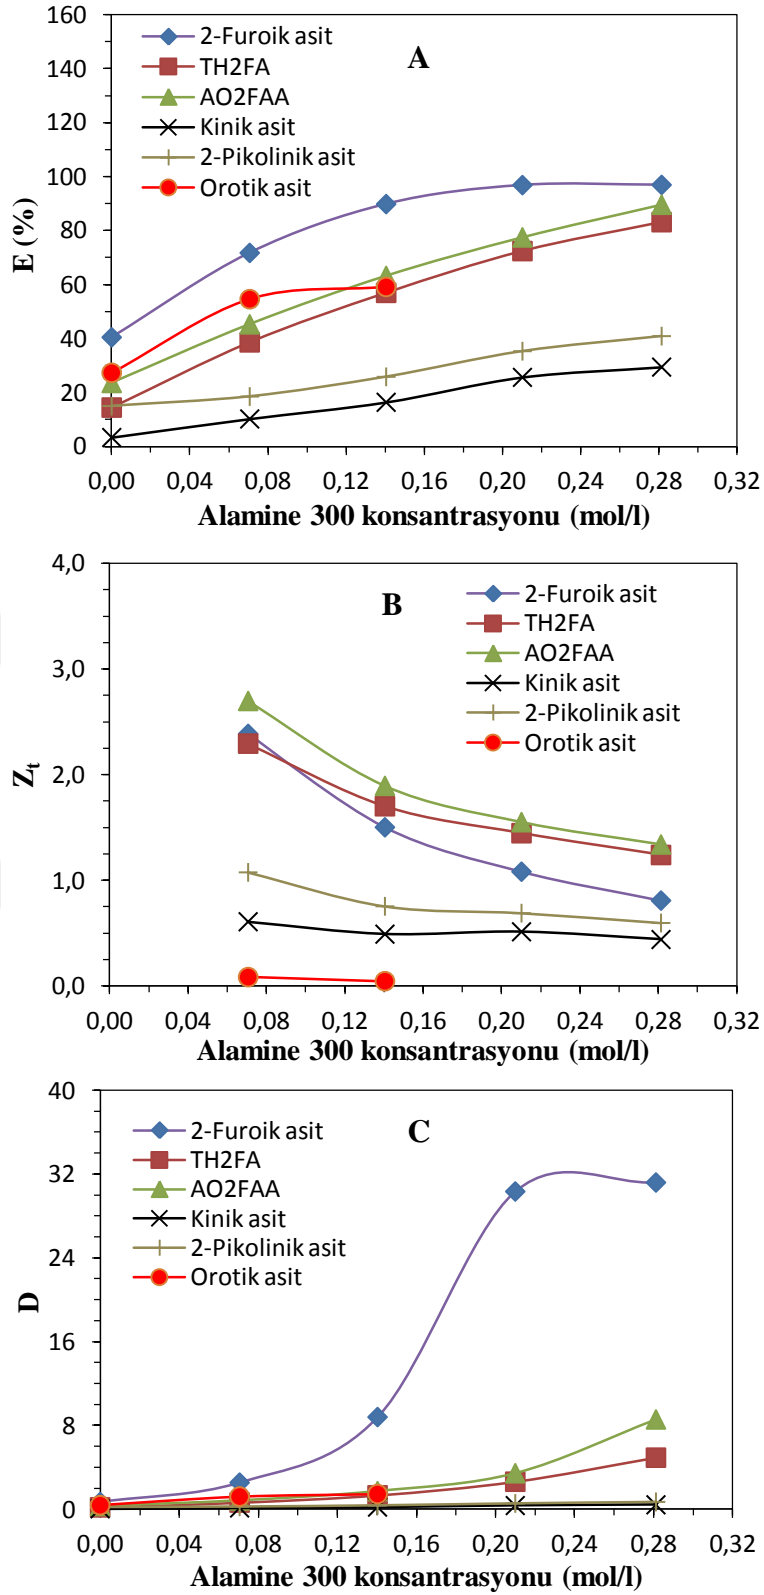 160
140
120
100
80
60
40
20
0
E (%)
2-Furoik asit
TH2FA
AO2FAA
Kinik asit
2-Pikolinik asit
Orotik asit
A
0,00 0,04 0,08 0,12 0,16 0,20 0,24 0,28 0,32
Alamine 300 konsantrasyonu (mol/l)
4,0
3,0
2,0
1,0
0,0
Zt
B
2-Furoik asit
TH2FA
AO2FAA
Kinik asit
2-Pikolinik asit
Orotik asit
0,00 0,04 0,08 0,12 0,16 0,20 0,24 0,28 0,32
Alamine 300 konsantrasyonu (mol/l)
40
32
24
16
8
0
D
2-Furoik asit
TH2FA
AO2FAA
Kinik asit
2-Pikolinik asit
Orotik asit
C
0,00 0,04 0,08 0,12 0,16 0,20 0,24 0,28 0,32
Alamine 300 konsantrasyonu (mol/l)